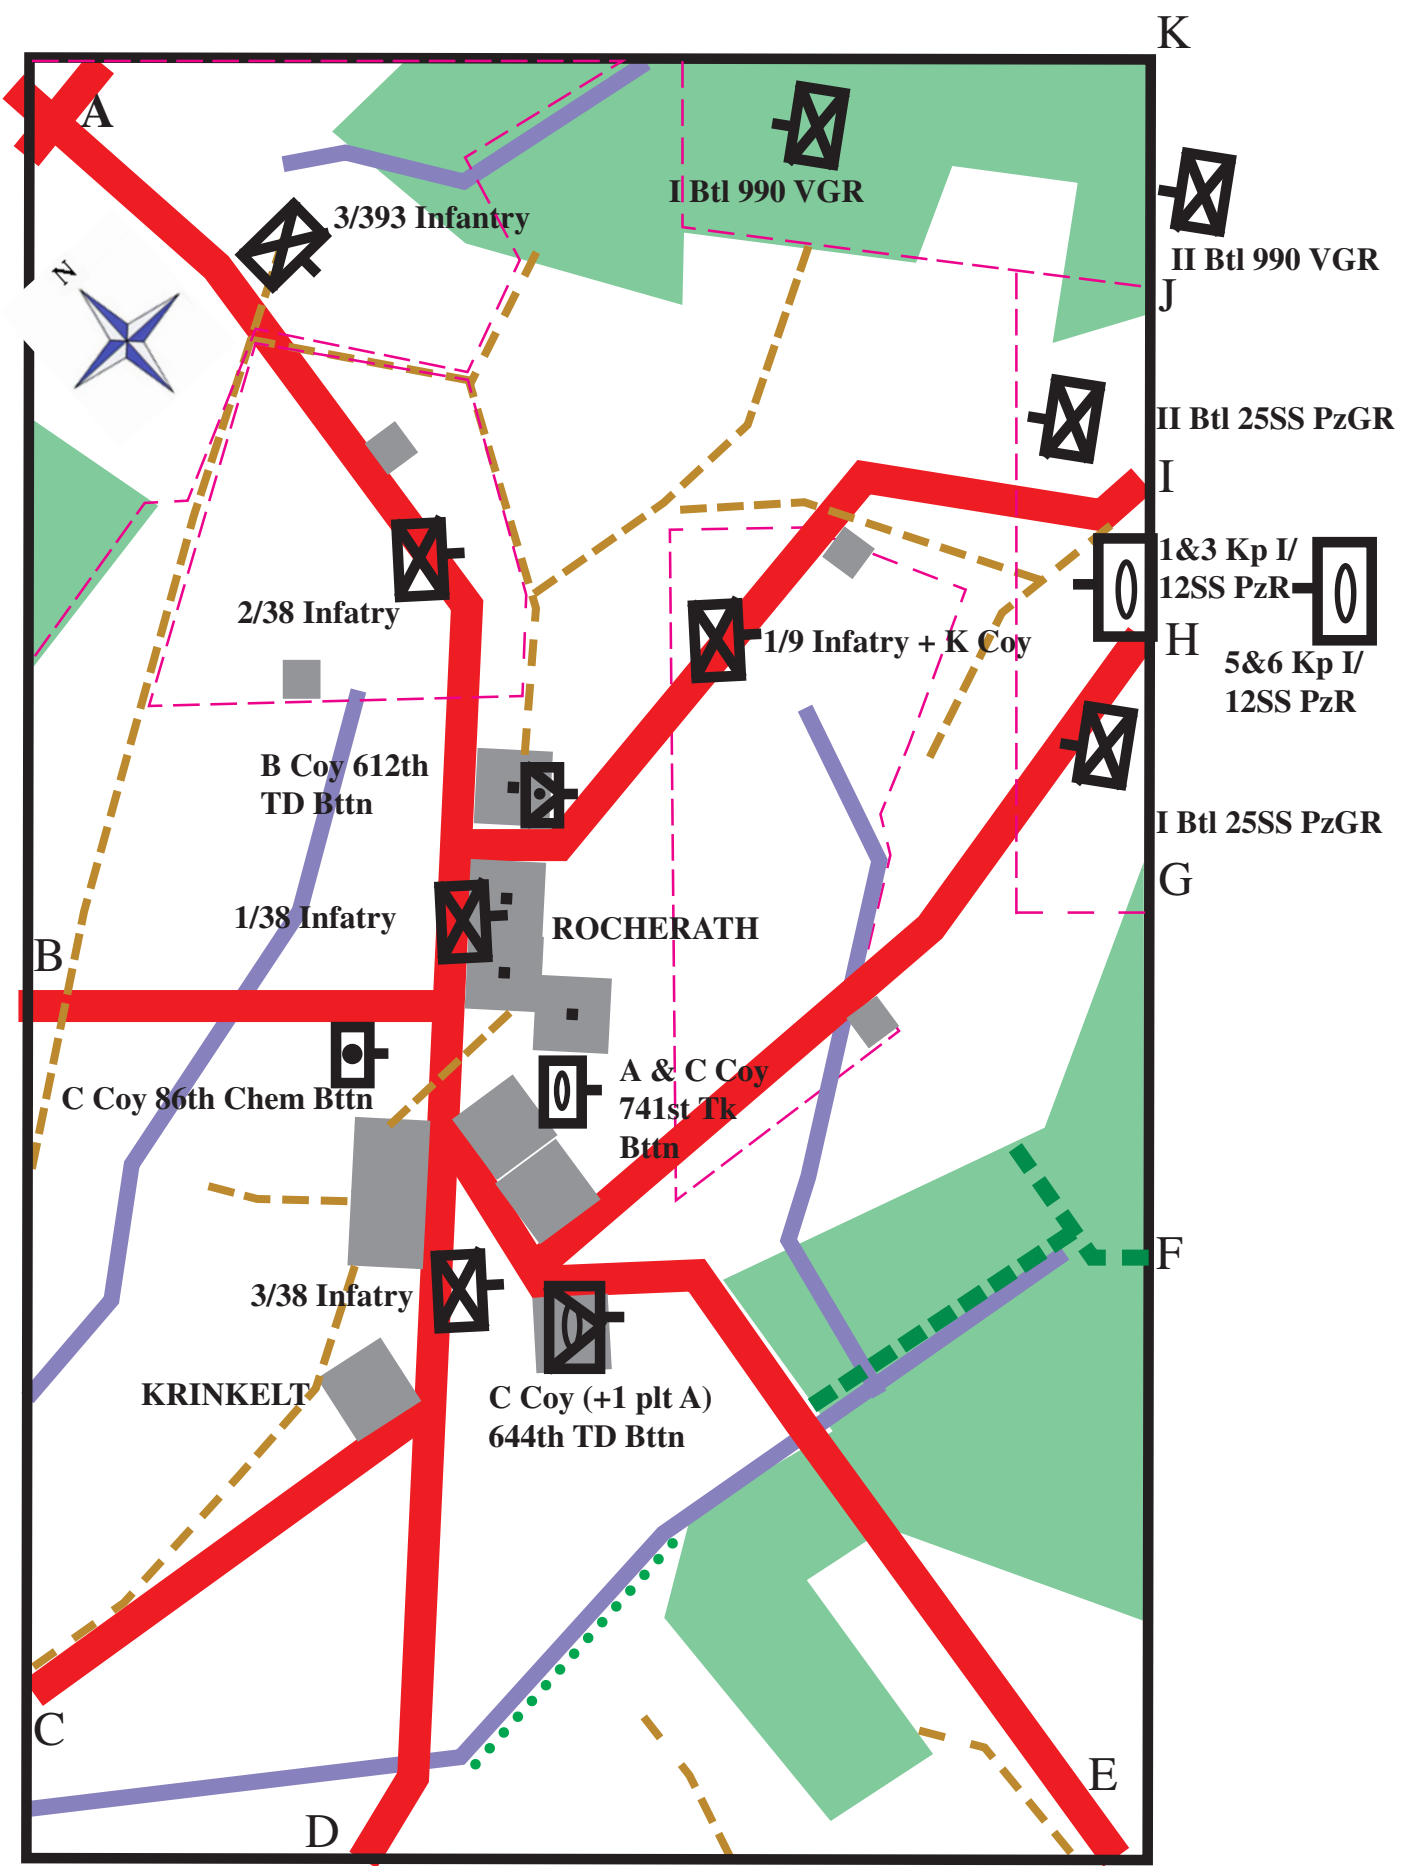 K
A
I Btl 990 VGR
3/393 Infantry
II Btl 990 VGR
N
J
II Btl 25SS PzGR
I
1&3 Kp I/
12SS PzR
2/38 Infatry
1/9 Infatry + K Coy
H
5&6 Kp I/
12SS PzR
B Coy 612th
TD Bttn
I Btl 25SS PzGR
G
1/38 Infatry
ROCHERATH
B
A & C Coy
741st Tk
Bttn
C Coy 86th Chem Bttn
F
3/38 Infatry
KRINKELT
C Coy (+1 plt A)
644th TD Bttn
C
E
D